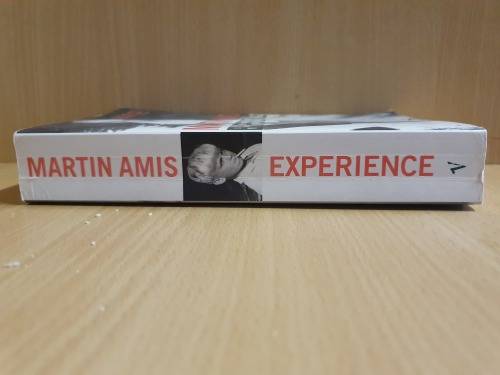 MARTIN AMIS EXPERIENCE V